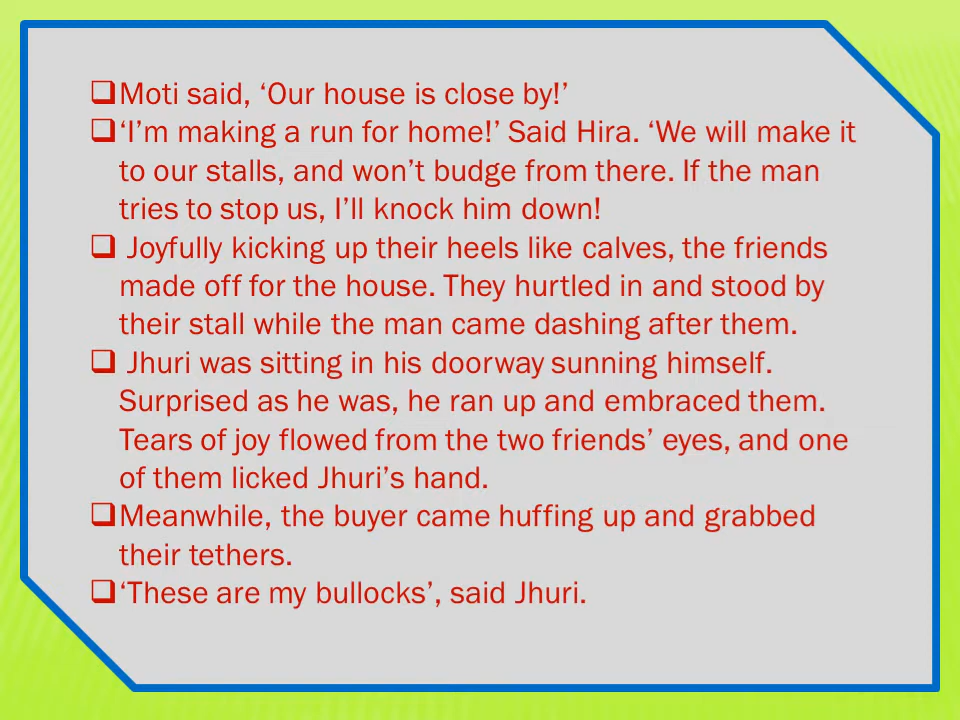 ❑Moti said, ‘Our house is close by!’
❑‘I’m making a run for home!’ Said Hira. ‘We will make it
to our stalls, and won’t budge from there. If the man
tries to stop us, I’ll knock him down!
❑ Joyfully kicking up their heels like calves, the friends
made off for the house. They hurtled in and stood by
their stall while the man came dashing after them.
❑ Jhuri was sitting in his doorway sunning himself.
Surprised as he was, he ran up and embraced them.
Tears of joy flowed from the two friends’ eyes, and one
of them licked Jhuri’s hand.
❑Meanwhile, the buyer came huffing up and grabbed
their tethers.
❑‘These are my bullocks’, said Jhuri.